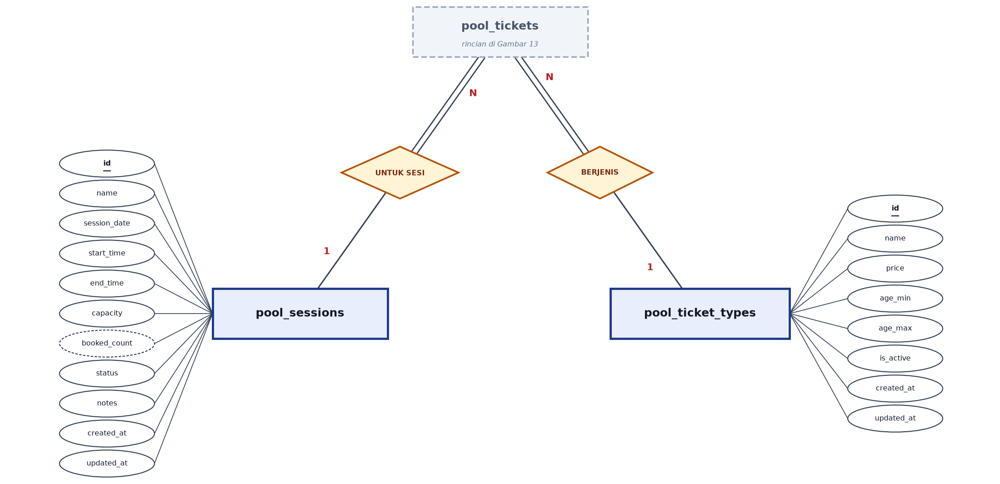 pool_tickets
rincian di Gambar 13
N
N
UNTUK SESI
BERJENIS
1
1
id
name
session_date
start_time
end_time
capacity
booked_count
status
notes
created_at
updated_at
pool_sessions
pool_ticket_types
id
name
price
age_min
age_max
is_active
created_at
updated_at